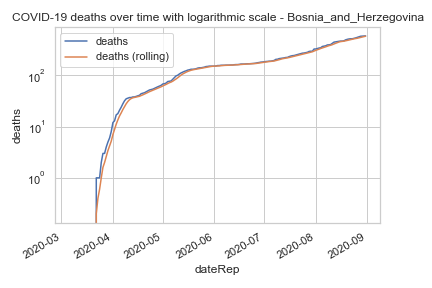 COVID-19 deaths over time with logarithmic scale - Bosnia_and_Herzegovina
deaths
deaths (rolling)
10²
10¹
10⁰
deaths
2020-03
2020-04
2020-05
2020-06
2020-07
2020-08
2020-09
dateRep